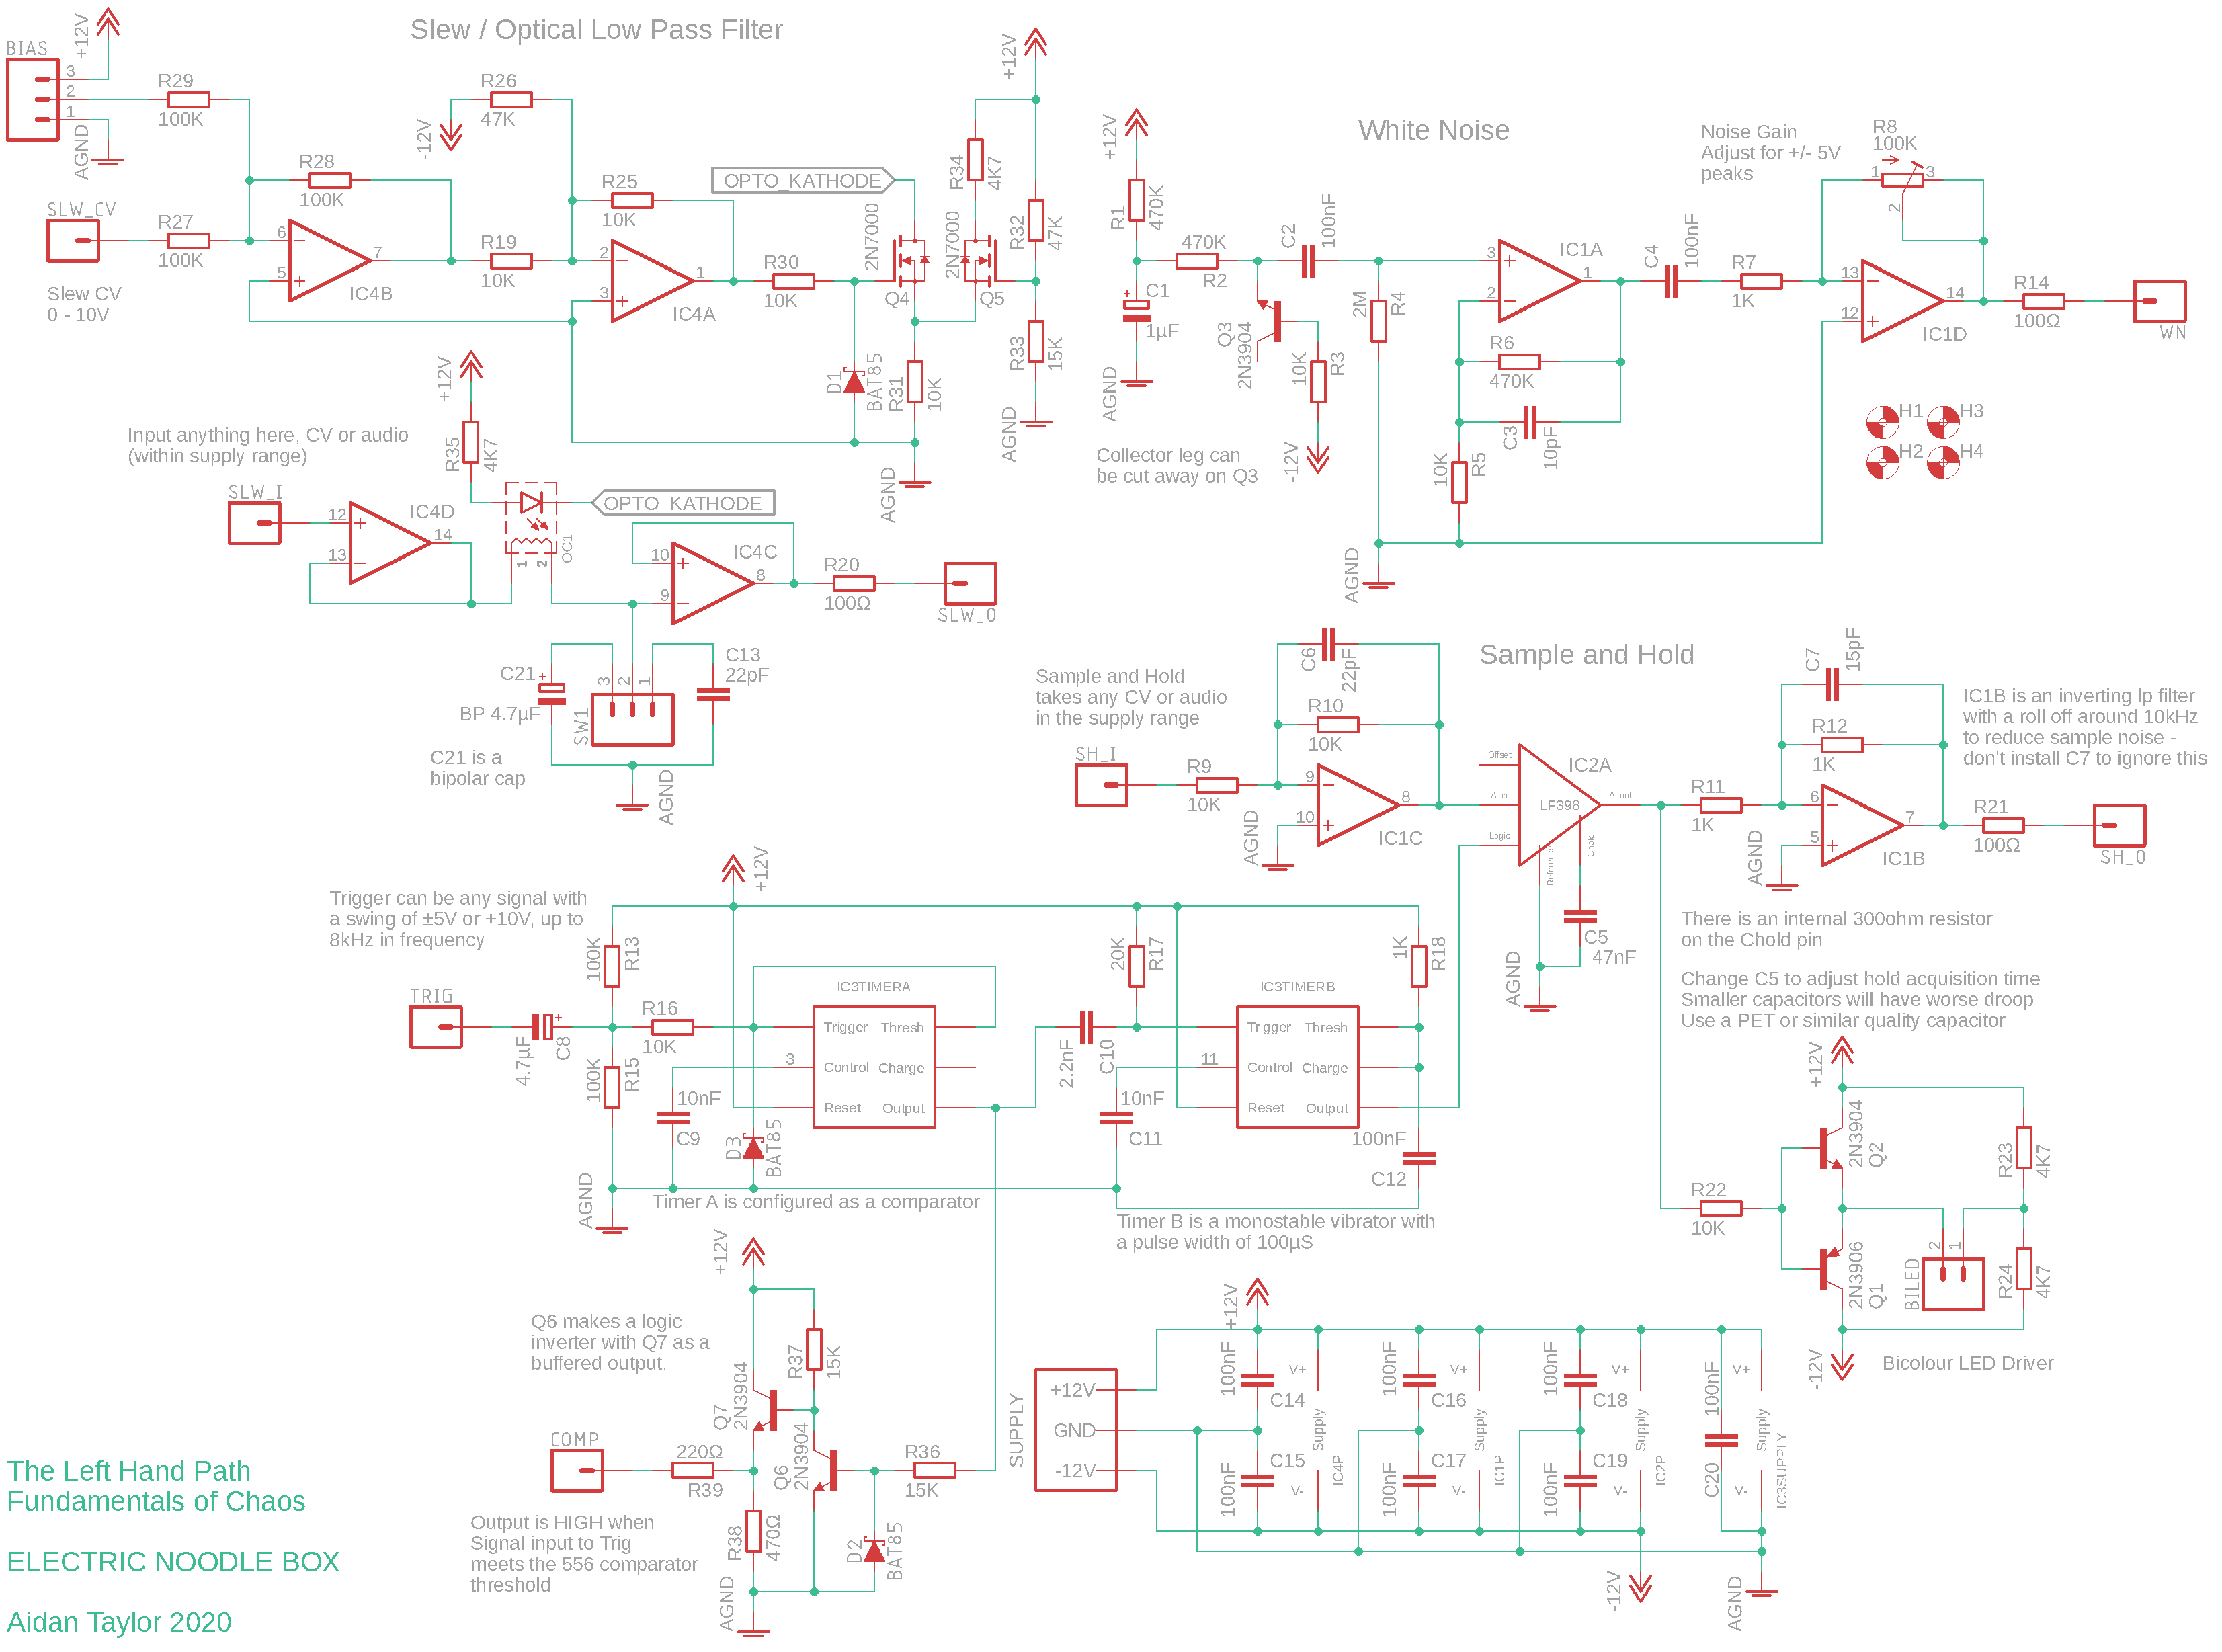 Slew / Optical Low Pass Filter
BIAS
+12V
3
2
1
AGND
R29
100K
R26
47K
-12V
R28
100K
R25
10K
OPTO_KATHODE
SLW_CV
R27
100K
Slew CV
0 - 10V
6
5
7
IC4B
R19
10K
2
3
1
IC4A
R30
10K
2N7000
Q4
2N7000
Q5
R34
4K7
+12V
R32
47K
R33
15K
AGND
D1
BAT85
R31
10K
AGND
Input anything here, CV or audio
(within supply range)
SLW_I
12
13
14
IC4D
+12V
R35
4K7
OC1
1
2
OPTO_KATHODE
10
9
8
IC4C
R20
100Ω
SLW_O
C21
+
BP 4.7µF
C21 is a
bipolar cap
SW1
3
2
1
C13
22pF
AGND
White Noise
+12V
R1
470K
C1
+
1µF
AGND
470K
R2
C2
100nF
Q3
2N3904
10K
R3
-12V
Collector leg can
be cut away on Q3
2M
R4
3
2
1
IC1A
R6
470K
C3
10pF
10K
R5
AGND
C4
100nF
R7
1K
Noise Gain
Adjust for +/- 5V
peaks
R8
100K
1
3
2
13
12
14
IC1D
R14
100Ω
WN
H1
H3
H2
H4
Sample and Hold
Sample and Hold
takes any CV or audio
in the supply range
SH_I
R9
10K
C6
22pF
R10
10K
9
10
8
IC1C
AGND
Offset
A_in
Logic
LF398
IC2A
A_out
Reference
Chold
C5
47nF
AGND
R11
1K
C7
15pF
R12
1K
6
5
7
IC1B
AGND
R21
100Ω
SH_O
IC1B is an inverting lp filter
with a roll off around 10kHz
to reduce sample noise -
don't install C7 to ignore this
There is an internal 300ohm resistor
on the Chold pin
Change C5 to adjust hold acquisition time
Smaller capacitors will have worse droop
Use a PET or similar quality capacitor
Trigger can be any signal with
a swing of ±5V or +10V, up to
8kHz in frequency
TRIG
4.7µF
C8
+
100K
R13
100K
R15
R16
10K
+12V
IC3TIMERA
Trigger
Thresh
3
Control
Charge
Reset
Output
10nF
C9
D3
BAT85
AGND
Timer A is configured as a comparator
20K
R17
2.2nF
C10
IC3TIMERB
Trigger
Thresh
11
Control
Charge
Reset
Output
10nF
C11
1K
R18
100nF
C12
Timer B is a monostable vibrator with
a pulse width of 100µS
R22
10K
+12V
2N3904
Q2
2N3906
Q1
-12V
R23
4K7
R24
4K7
BILED
2
1
Bicolour LED Driver
+12V
Q6 makes a logic
inverter with Q7 as a
buffered output.
R37
15K
Q7
2N3904
Q6
2N3904
COMP
220Ω
R39
R36
15K
R38
470Ω
D2
BAT85
AGND
Output is HIGH when
Signal input to Trig
meets the 556 comparator
threshold
SUPPLY
+12V
GND
-12V
+12V
100nF
C14
100nF
C15
V+
Supply
V-
IC4P
100nF
C16
100nF
C17
V+
Supply
V-
IC1P
100nF
C18
100nF
C19
V+
Supply
V-
IC2P
100nF
C20
V+
Supply
V-
IC3SUPPLY
-12V
AGND
The Left Hand Path
Fundamentals of Chaos
ELECTRIC NOODLE BOX
Aidan Taylor 2020